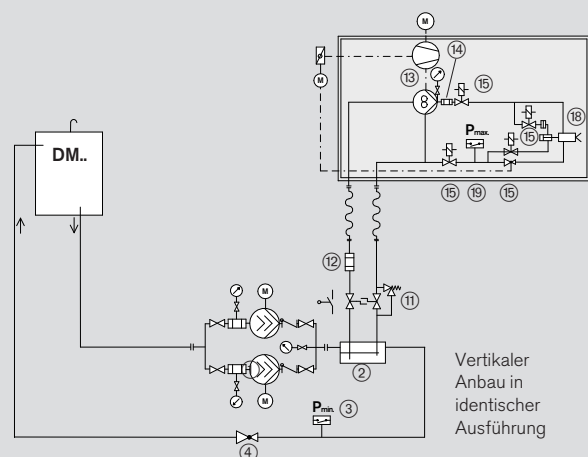 M
M
13
14
15
18
15
Pmax.
15
19
15
DM..
12
11
M
2
M
Pmin.
3
4
Vertikaler
Anbau in
identischer
Ausführung